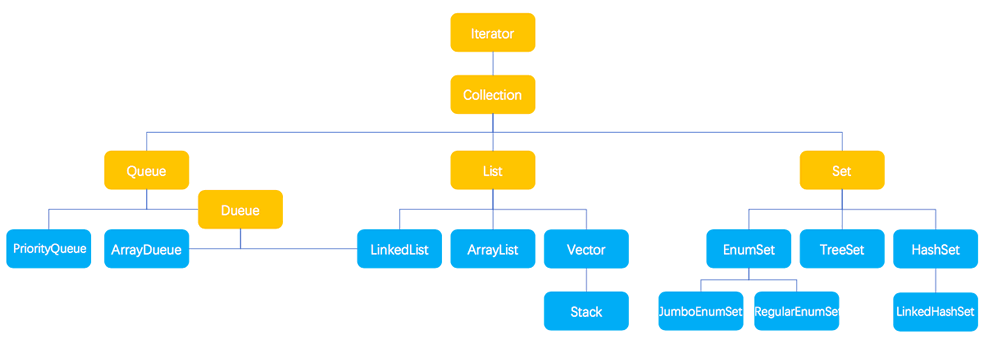 Iterator
Collection
Queue
List
Set
Dueue
PriorityQueue
ArrayDueue
LinkedList
ArrayList
Vector
EnumSet
TreeSet
HashSet
Stack
JumboEnumSet
RegularEnumSet
LinkedHashSet